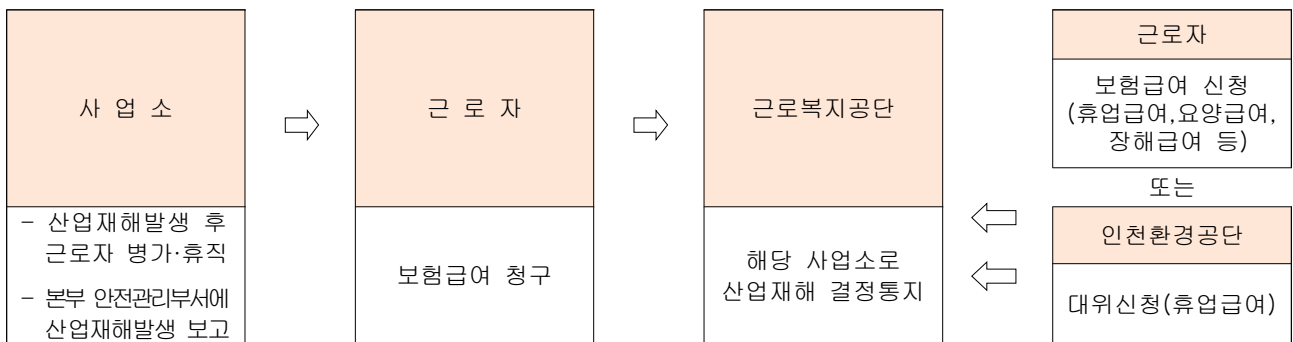 사 업 소
- 산업재해발생 후
근로자 병가·휴직
- 본부 안전관리부서에
산업재해발생 보고
근 로 자
보험급여 청구
근로복지공단
해당 사업소로
산업재해 결정통지
근로자
보험급여 신청
(휴업급여,요양급여,
장해급여 등)
또는
인천환경공단
대위신청(휴업급여)